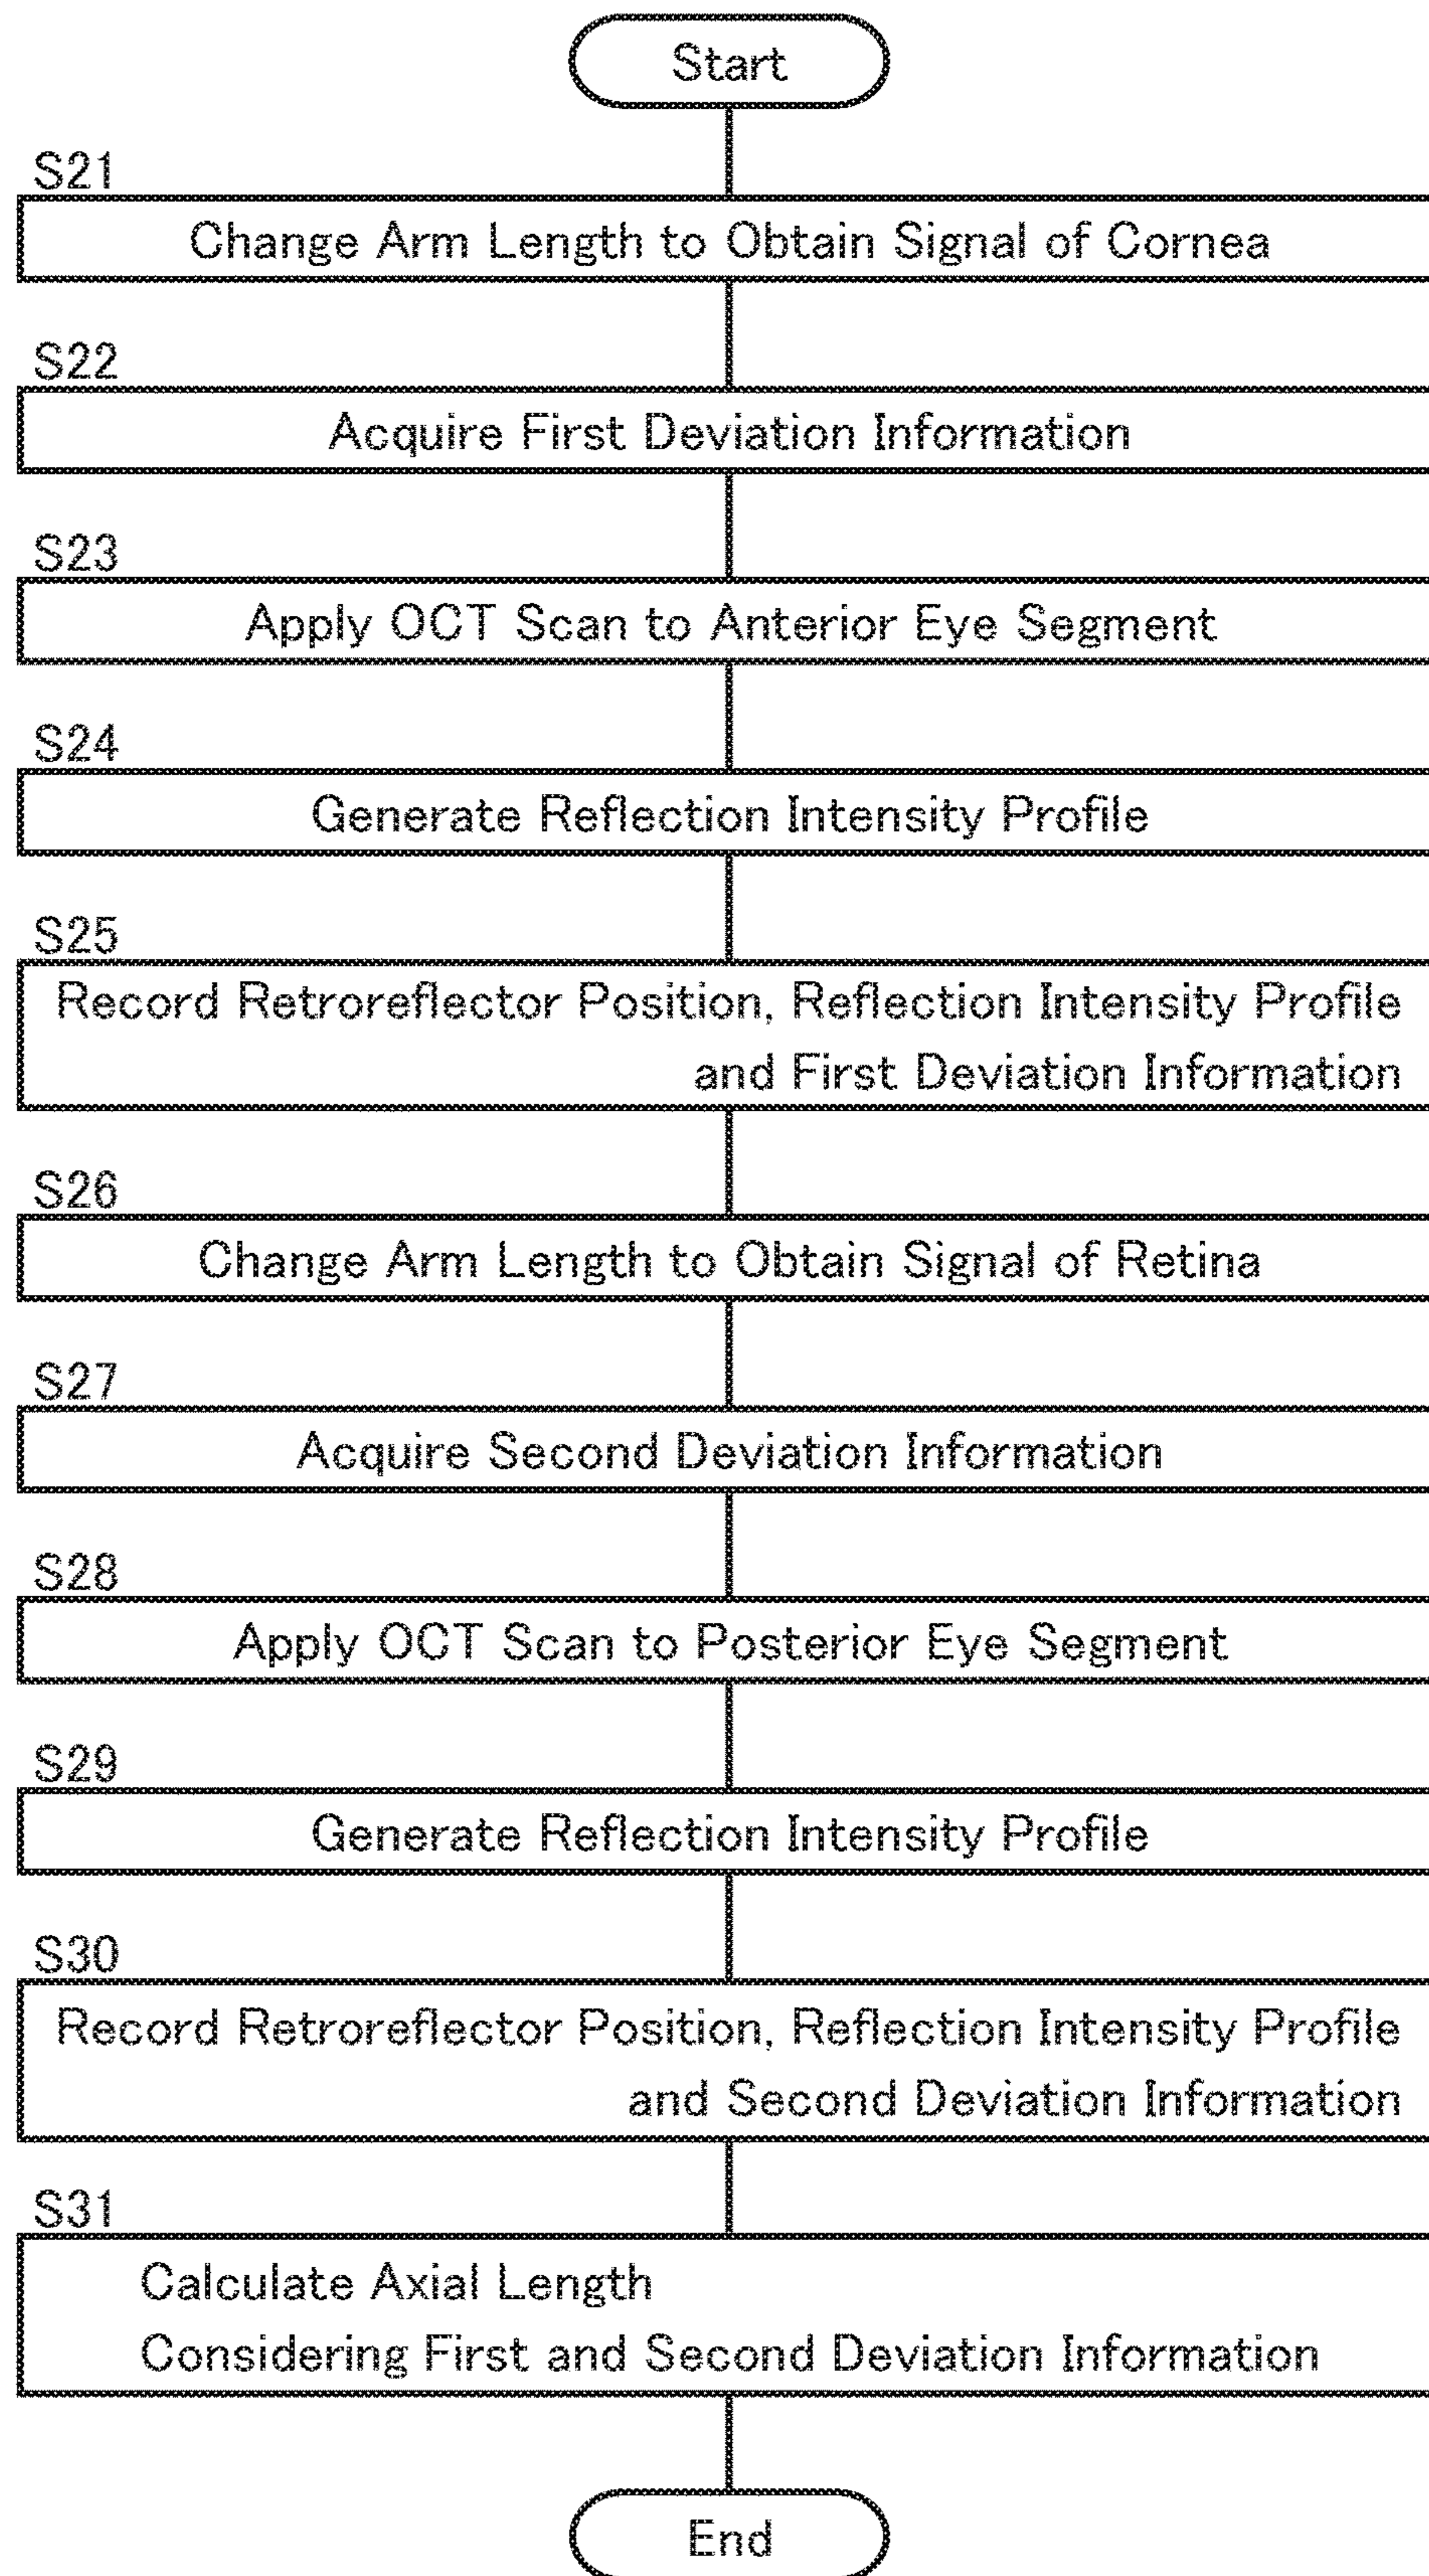 Start
S21
Change Arm Length to Obtain Signal of Cornea
S22
Acquire First Deviation Information
S23
Apply OCT Scan to Anterior Eye Segment
S24
Generate Reflection Intensity Profile
S25
Record Retroreflector Position, Reflection Intensity Profile
and First Deviation Information
S26
Change Arm Length to Obtain Signal of Retina
S27
Acquire Second Deviation Information
S28
Apply OCT Scan to Posterior Eye Segment
S29
Generate Reflection Intensity Profile
S30
Record Retroreflector Position, Reflection Intensity Profile
and Second Deviation Information
S31
Calculate Axial Length
Considering First and Second Deviation Information
End